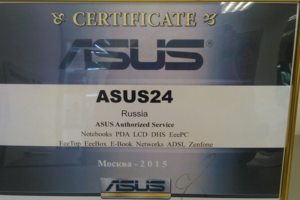 CERTIFICATE
ASUS
ASUS24
Russia
ASUS Authorized Service
Notebooks PDA LCD DHS EeePC
EeeTop EeeBox E-Book Networks ADSL Zenfone
Москва - 2015
ASUS